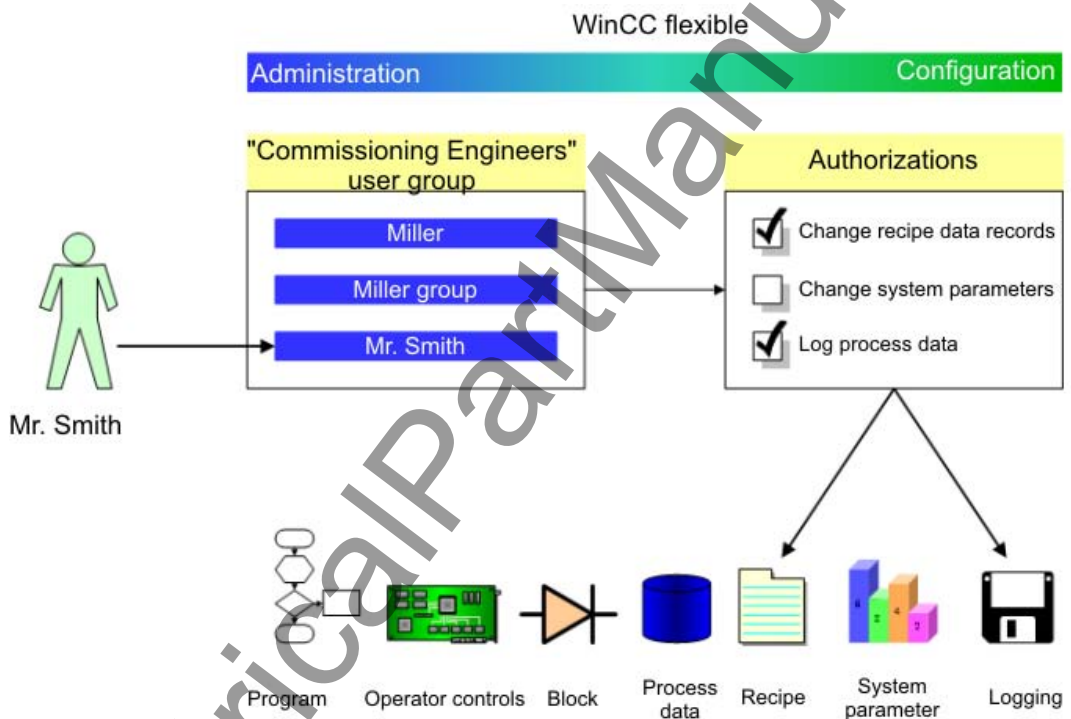 WinCC flexible
Administration
Configuration
"Commissioning Engineers"
user group
Authorizations
Miller
Miller group
Mr. Smith
Change recipe data records
Change system parameters
Log process data
Mr. Smith
Program
Operator controls
Block
Process
data
Recipe
System
parameter
Logging
ricalPartManu